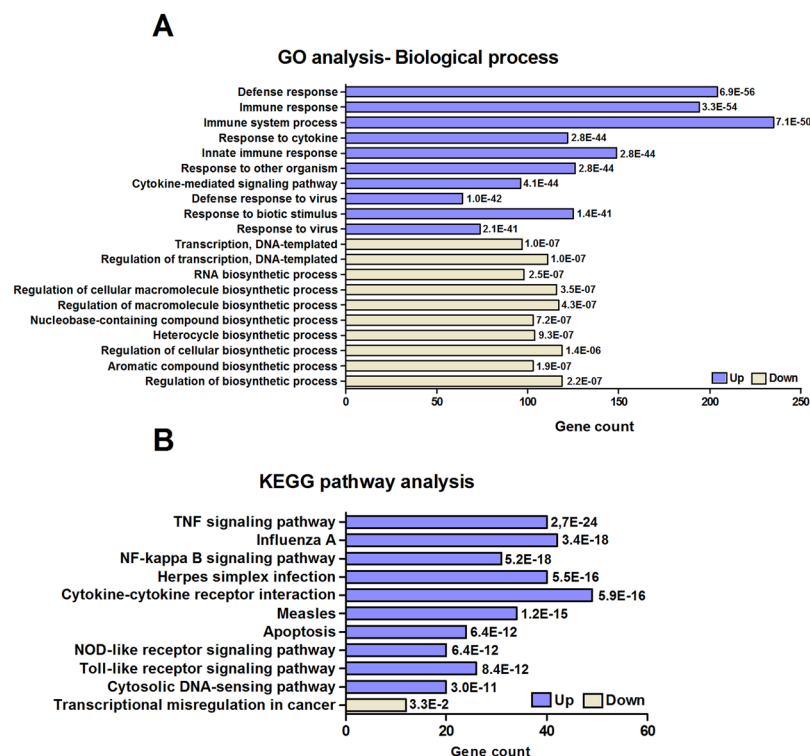 A
GO analysis- Biological process
Defense response 6.9E-56
Immune response 3.3E-54
Immune system process 7.1E-50
Response to cytokine 2.8E-44
Innate immune response 2.8E-44
Response to other organism 2.8E-44
Cytokine-mediated signaling pathway 4.1E-44
Defense response to virus 1.0E-42
Response to biotic stimulus 1.4E-41
Response to virus 2.1E-41
Transcription, DNA-templated 1.0E-07
Regulation of transcription, DNA-templated 1.0E-07
RNA biosynthetic process 2.5E-07
Regulation of cellular macromolecule biosynthetic process 3.5E-07
Regulation of macromolecule biosynthetic process 4.3E-07
Nucleobase-containing compound biosynthetic process 7.2E-07
Heterocycle biosynthetic process 9.3E-07
Regulation of cellular biosynthetic process 1.4E-06
Aromatic compound biosynthetic process 1.9E-07
Regulation of biosynthetic process 2.2E-07
Up Down
0 50 100 150 200 250
Gene count
B
KEGG pathway analysis
TNF signaling pathway 2,7E-24
Influenza A 3.4E-18
NF-kappa B signaling pathway 5.2E-18
Herpes simplex infection 5.5E-16
Cytokine-cytokine receptor interaction 5.9E-16
Measles 1.2E-15
Apoptosis 6.4E-12
NOD-like receptor signaling pathway 6.4E-12
Toll-like receptor signaling pathway 8.4E-12
Cytosolic DNA-sensing pathway 3.0E-11
Transcriptional misregulation in cancer 3.3E-2
Up Down
0 20 40 60
Gene count